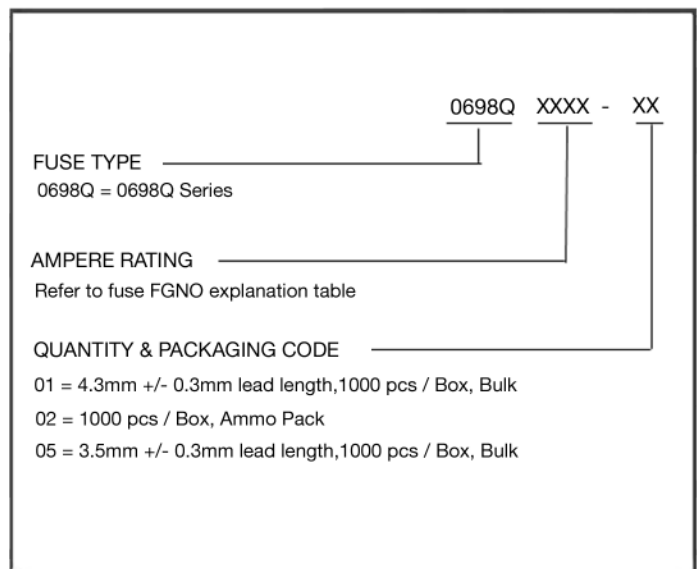 0698Q XXXX - XX
FUSE TYPE
0698Q = 0698Q Series
AMPERE RATING
Refer to fuse FGNO explanation table
QUANTITY & PACKAGING CODE
01 = 4.3mm +/- 0.3mm lead length,1000 pcs / Box, Bulk
02 = 1000 pcs / Box, Ammo Pack
05 = 3.5mm +/- 0.3mm lead length,1000 pcs / Box, Bulk